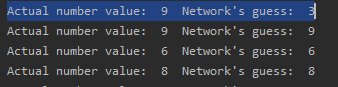 Actual number value:  9  Network's guess:  3
Actual number value:  9  Network's guess:  9
Actual number value:  6  Network's guess:  6
Actual number value:  8  Network's guess:  8